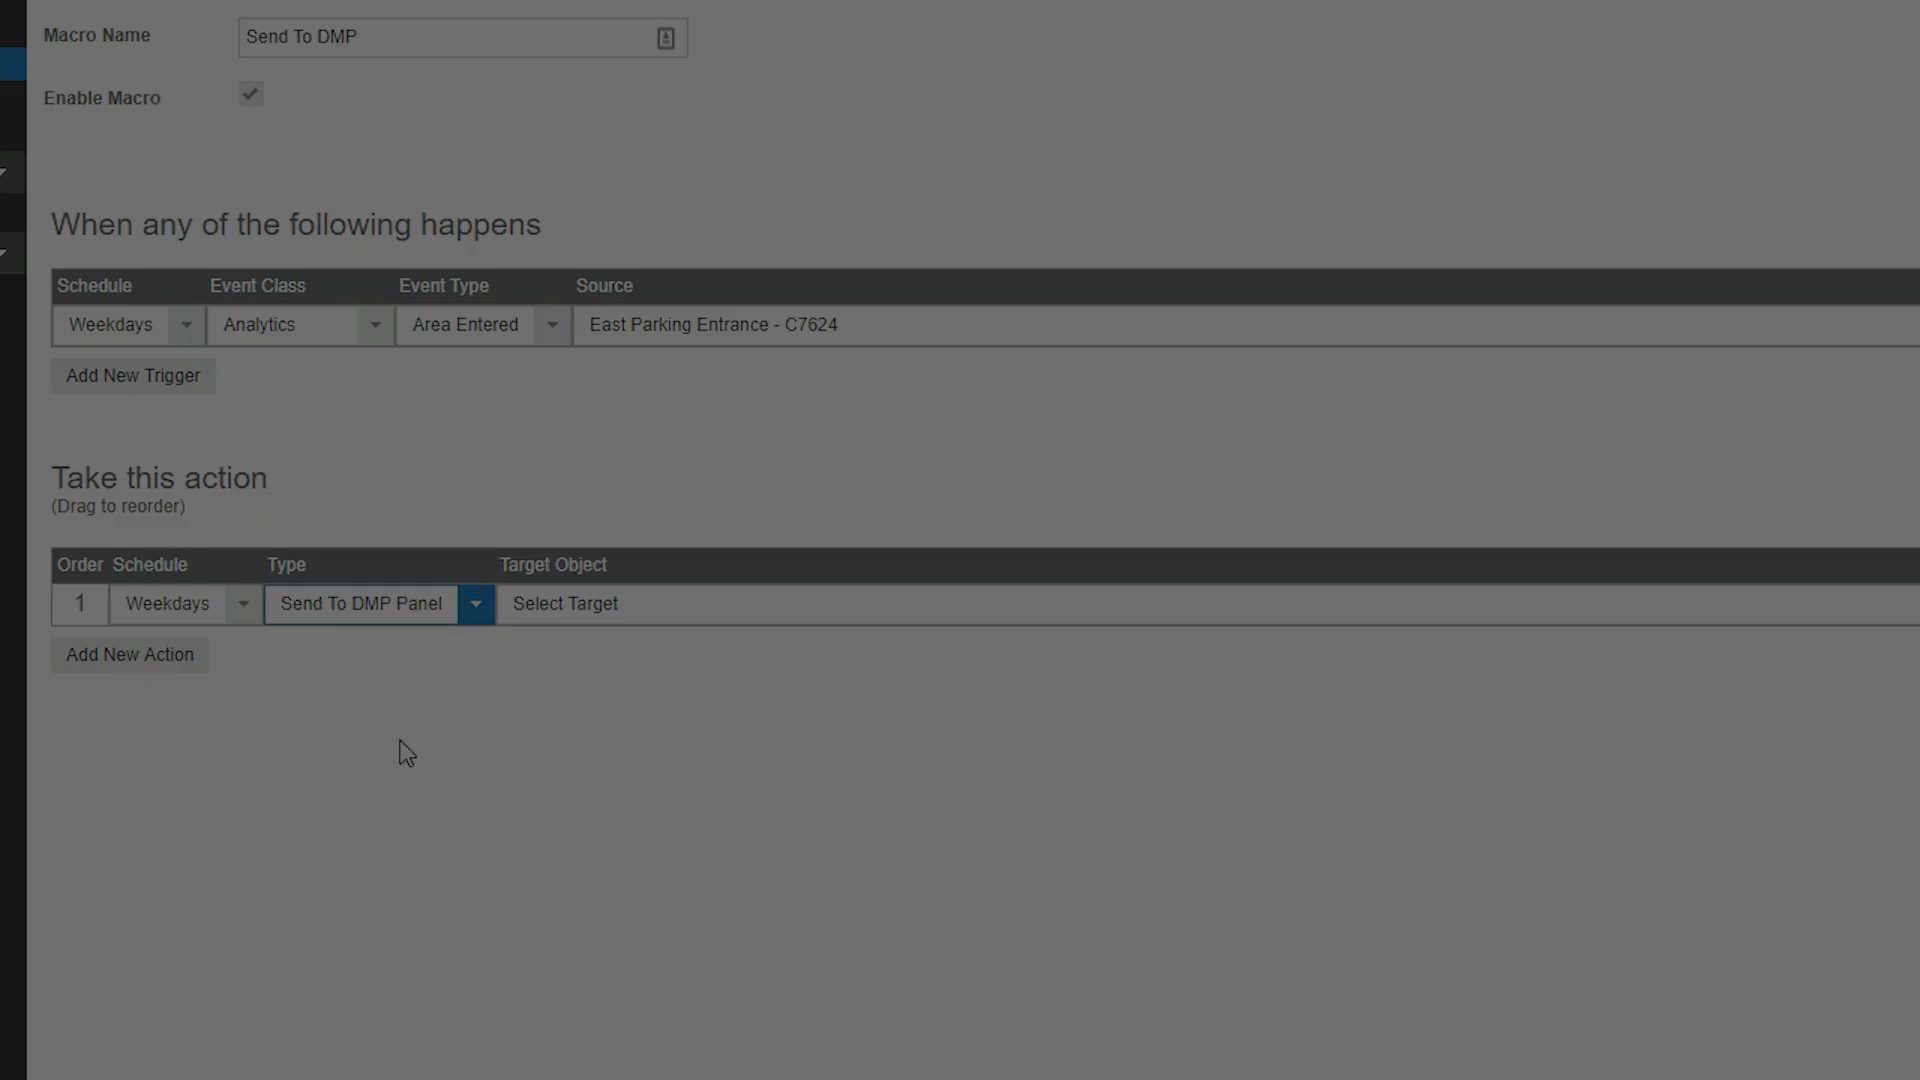 Macro Name
Send To DMP
Enable Macro
When any of the following happens
Schedule Event Class Event Type Source
Weekdays Analytics Area Entered East Parking Entrance - C7624
Add New Trigger
Take this action
(Drag to reorder)
Order Schedule Type Target Object
1 Weekdays Send To DMP Panel Select Target
Add New Action